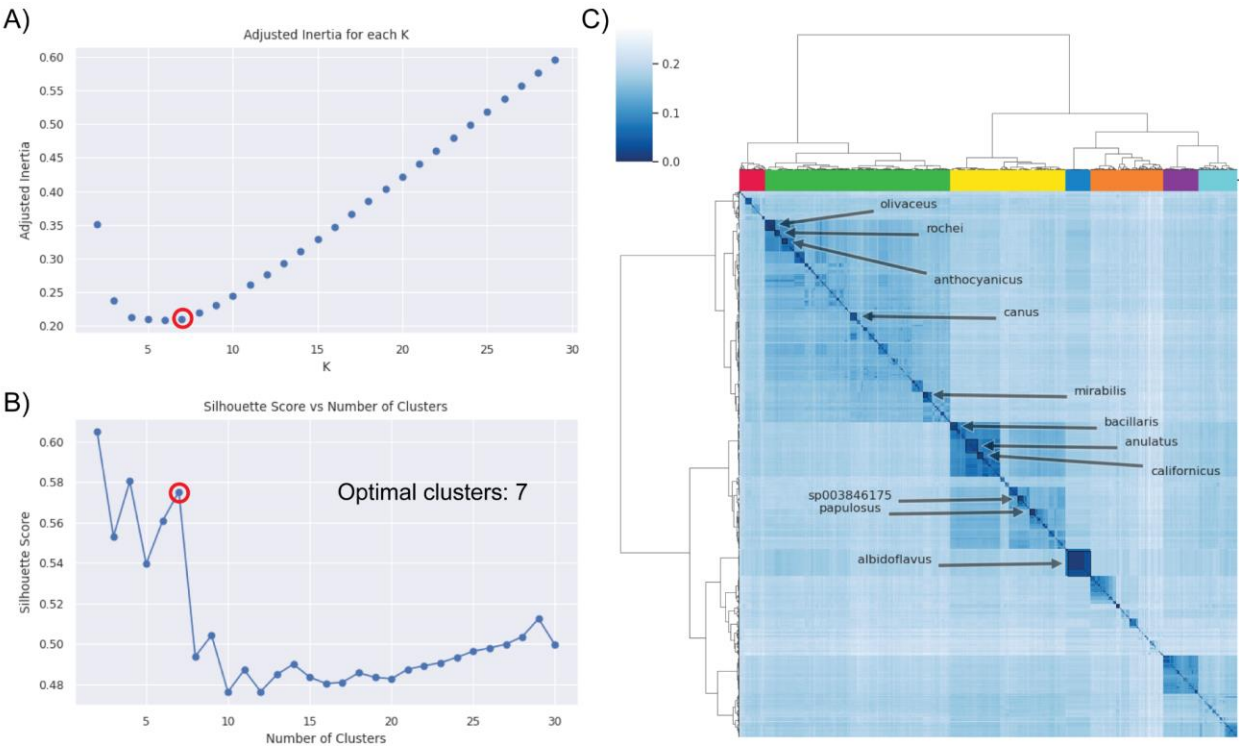 A)
Adjusted Inertia for each K
0.60
0.55
0.50
0.45
0.40
0.35
0.30
0.25
0.20
Adjusted Inertia
5 10 15 20 25 30
K
B)
Silhouette Score vs Number of Clusters
0.60
0.58
0.56
0.54
0.52
0.50
0.48
Silhouette Score
Optimal clusters: 7
5 10 15 20 25 30
Number of Clusters
C)
0.2
0.1
0.0
olivaceus
rochei
anthocyanicus
canus
mirabilis
bacillaris
anulatus
californicus
sp003846175
papulosus
albidoflavus